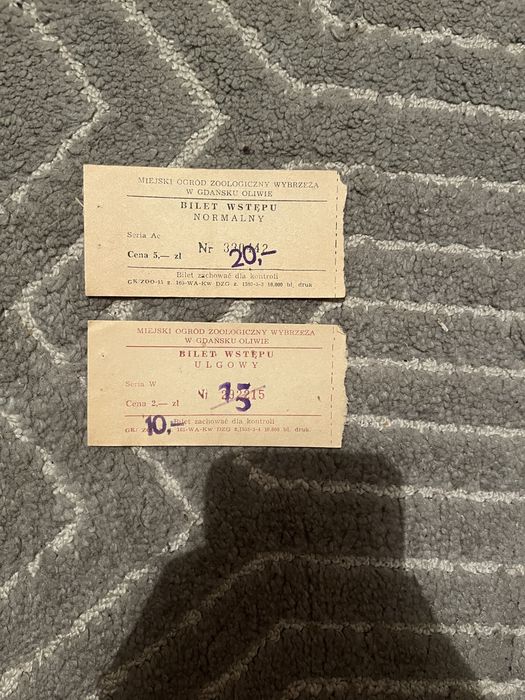 MIEJSKI OGRÓD ZOOLOGICZNY WYBRZEŻA
W GDAŃSKU OLIWIE
BILET WSTĘPU
NORMALNY
Seria Ac
Nr
20,-
Cena 5,— zł
Bilet zachować dla kontroli
MIEJSKI OGRÓD ZOOLOGICZNY WYBRZEŻA
W GDAŃSKU OLIWIE
BILET WSTĘPU
ULGOWY
Seria W
15
Cena 2,— zł
10,-
Bilet zachować dla kontroli